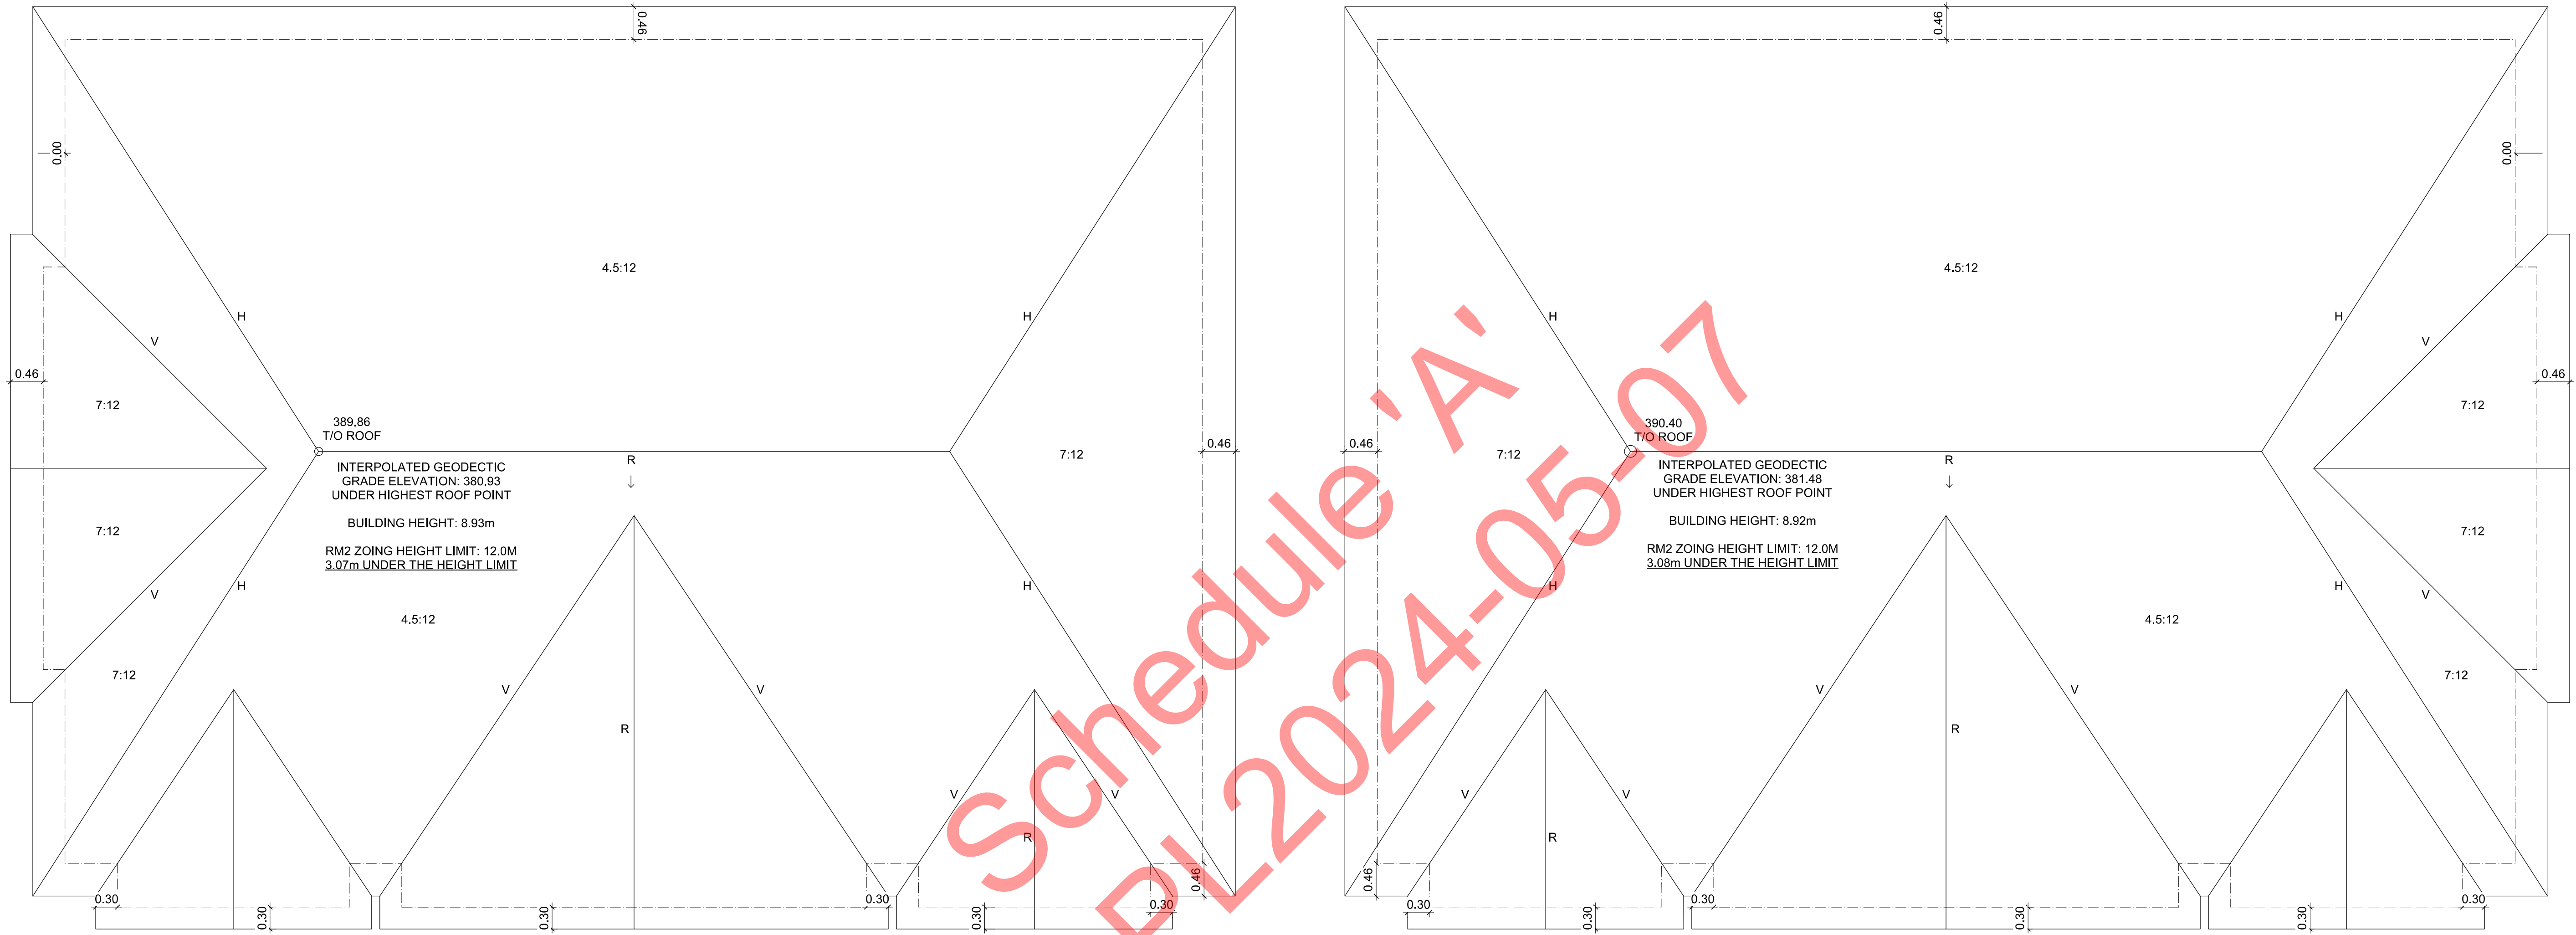 0.46
0.00
4.5:12
H
H
V
0.46
7:12
389.86
T/O ROOF
R
7:12
0.46
INTERPOLATED GEODECTIC
GRADE ELEVATION: 380.93
UNDER HIGHEST ROOF POINT
BUILDING HEIGHT: 8.93m
RM2 ZOING HEIGHT LIMIT: 12.0M
3.07m UNDER THE HEIGHT LIMIT
7:12
V
H
H
4.5:12
7:12
V
V
R
V
V
R
0.46
0.30
0.30
0.30
0.30
0.30
0.30
0.46
0.00
4.5:12
H
H
V
0.46
7:12
390.40
T/O ROOF
0.46
7:12
R
INTERPOLATED GEODECTIC
GRADE ELEVATION: 381.48
UNDER HIGHEST ROOF POINT
BUILDING HEIGHT: 8.92m
RM2 ZOING HEIGHT LIMIT: 12.0M
3.08m UNDER THE HEIGHT LIMIT
7:12
V
H
H
4.5:12
7:12
V
V
R
V
V
R
0.46
0.30
0.30
0.30
0.30
0.30
0.30
Schedule 'A'
PL2024-05-07